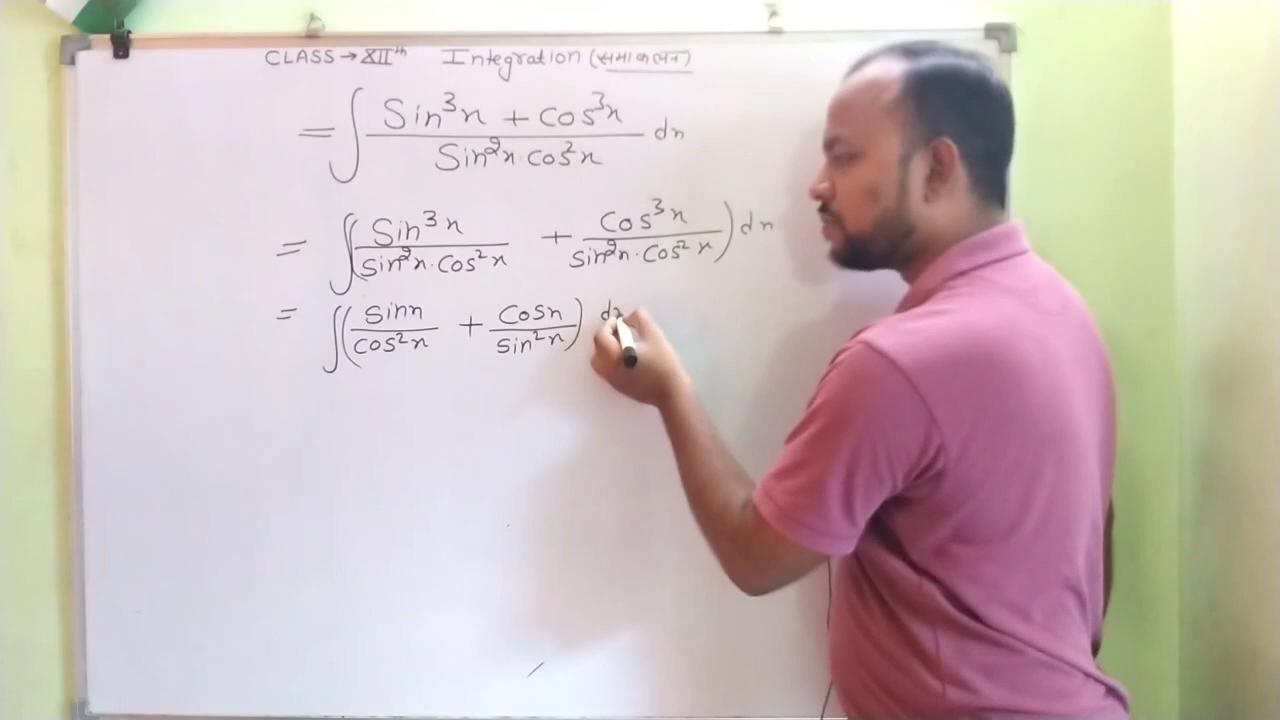 CLASS → XIIth Integration (समाकलन)
= ∫ Sin³x + Cos³x / Sin²x · Cos²x dx
= ∫( Sin³x / Sin²x · Cos²x + Cos³x / Sin²x · Cos²x ) dx
= ∫( Sinx / Cos²x + Cosx / Sin²x ) dx